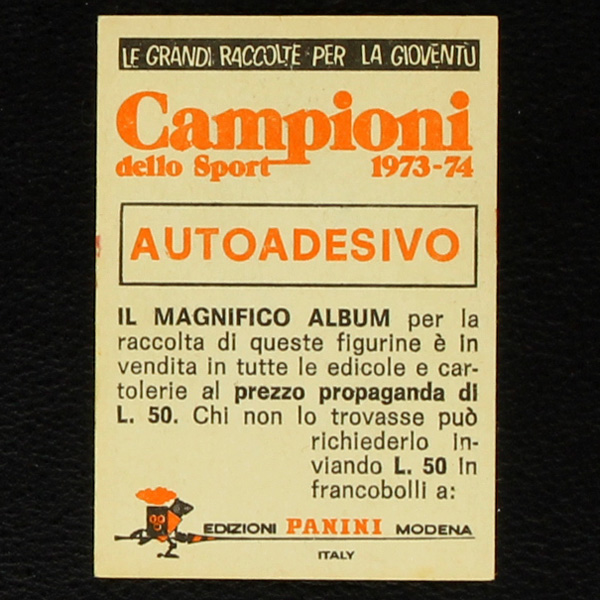 LE GRANDI RACCOLTE PER LA GIOVENTÙ
Campioni
dello Sport 1973-74
AUTOADESIVO
IL MAGNIFICO ALBUM per la
raccolta di queste figurine è in
vendita in tutte le edicole e car-
tolerie al prezzo propaganda di
L. 50. Chi non lo trovasse può
richiederlo in-
viando L. 50 in
francobolli a:
EDIZIONI PANINI MODENA
ITALY